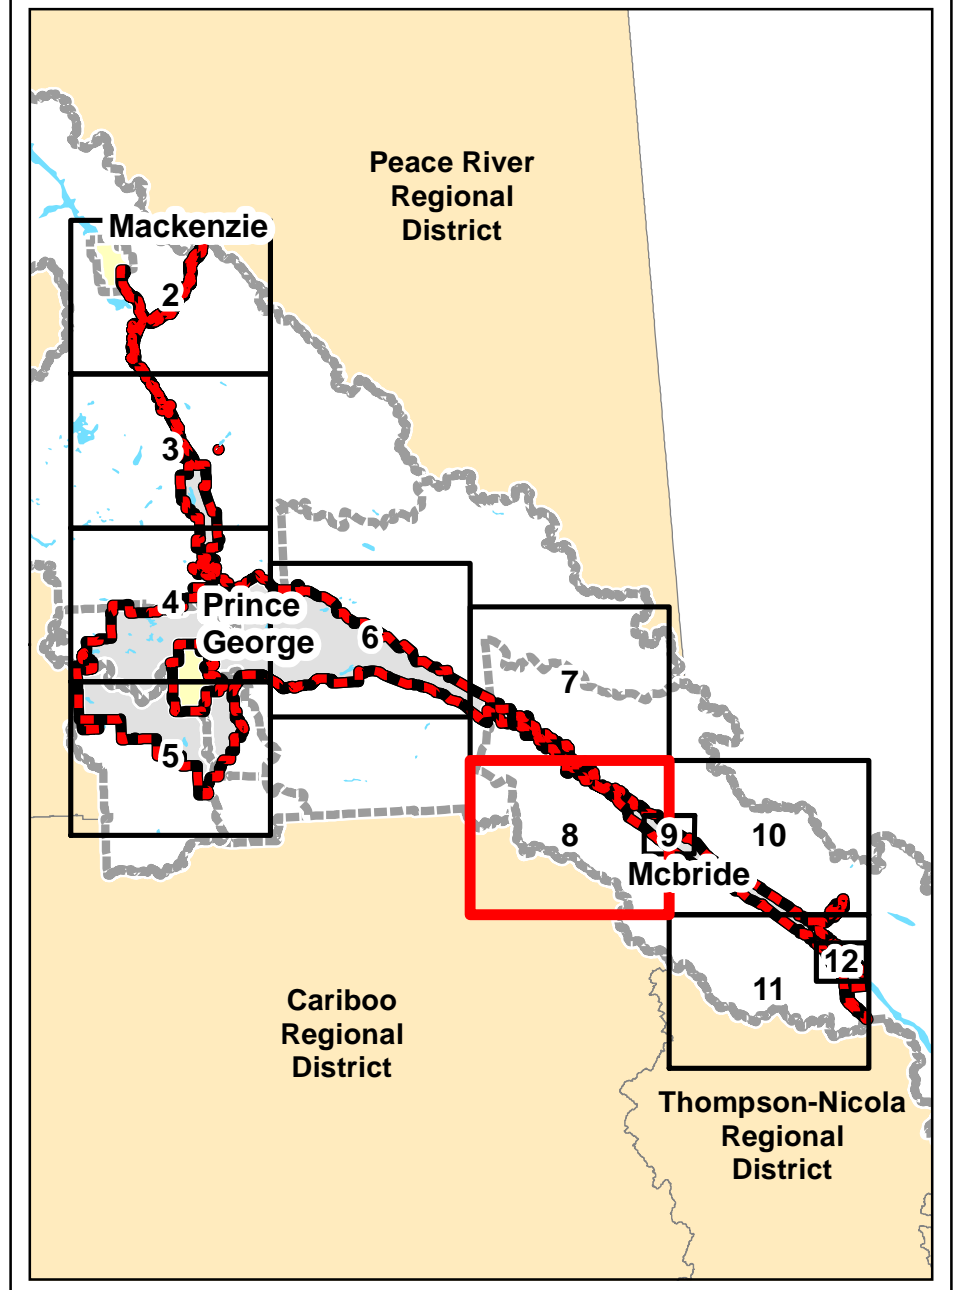 Peace River
Regional
District
Mackenzie
2
3
4
Prince
George
6
7
5
8
9
10
Mcbride
12
11
Cariboo
Regional
District
Thompson-Nicola
Regional
District